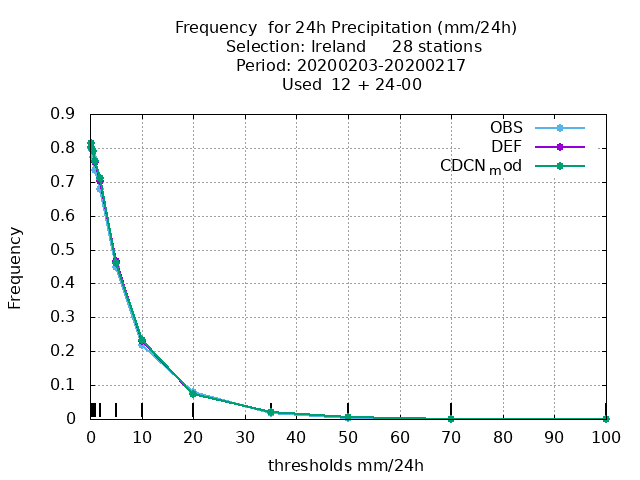 Frequency  for 24h Precipitation (mm/24h)
Selection: Ireland     28 stations
Period: 20200203-20200217
Used  12 + 24-00
OBS
DEF
CDCNmod
0.9
0.8
0.7
0.6
0.5
0.4
0.3
0.2
0.1
0
Frequency
0 10 20 30 40 50 60 70 80 90 100
thresholds mm/24h